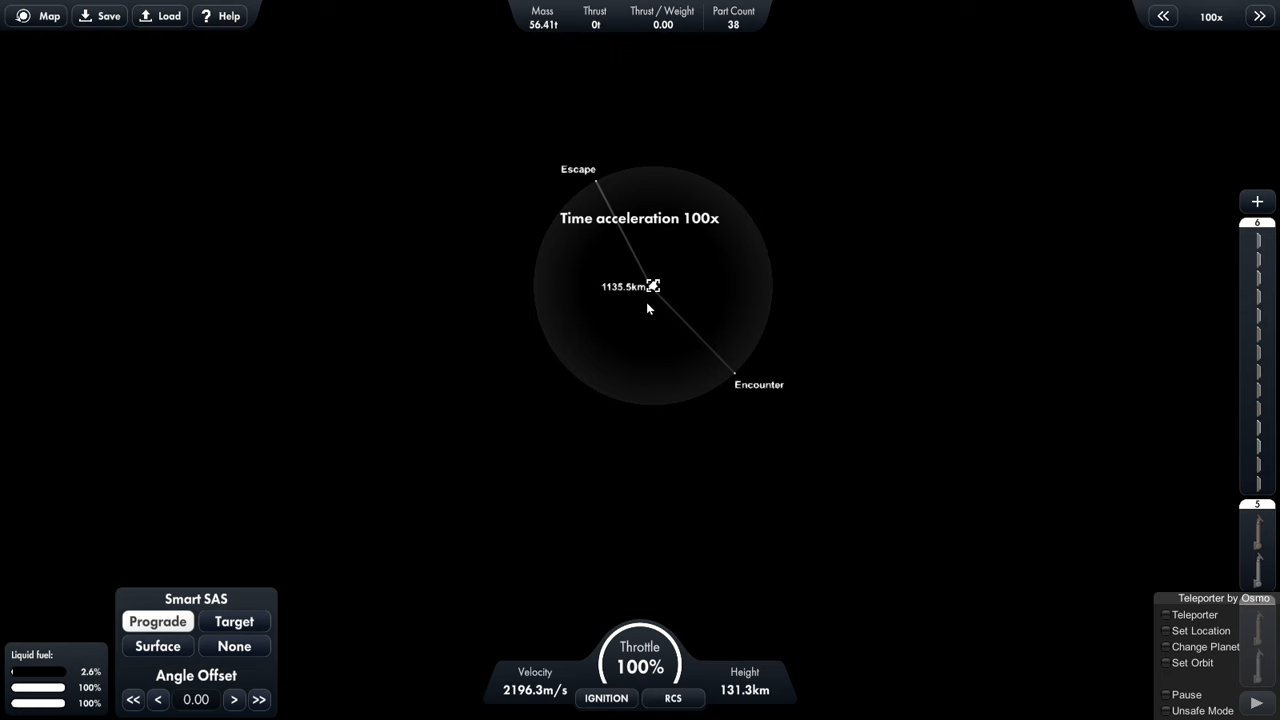 Map
Save
Load
Help
Mass
56.41t
Thrust
0t
Thrust / Weight
0.00
Part Count
38
100x
Escape
Time acceleration 100x
1135.5km
Encounter
6
5
Smart SAS
Prograde
Target
Surface
None
Angle Offset
<<
<
0.00
>
>>
Liquid fuel:
2.6%
100%
100%
Throttle
100%
Velocity
2196.3m/s
Height
131.3km
IGNITION
RCS
Teleporter by Osmo
Teleporter
Set Location
Change Planet
Set Orbit
Pause
Unsafe Mode